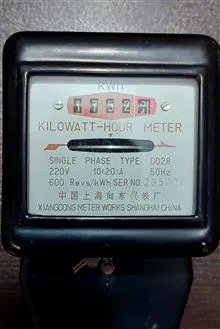 KWh
KILOWATT-HOUR METER
SINGLE PHASE TYPE DD28
220V 10(20)A 50Hz
600 Revs/kWh SER.NO.
中国上海向东仪表厂
XIANGDONG METER WORKS. SHANGHAI. CHINA